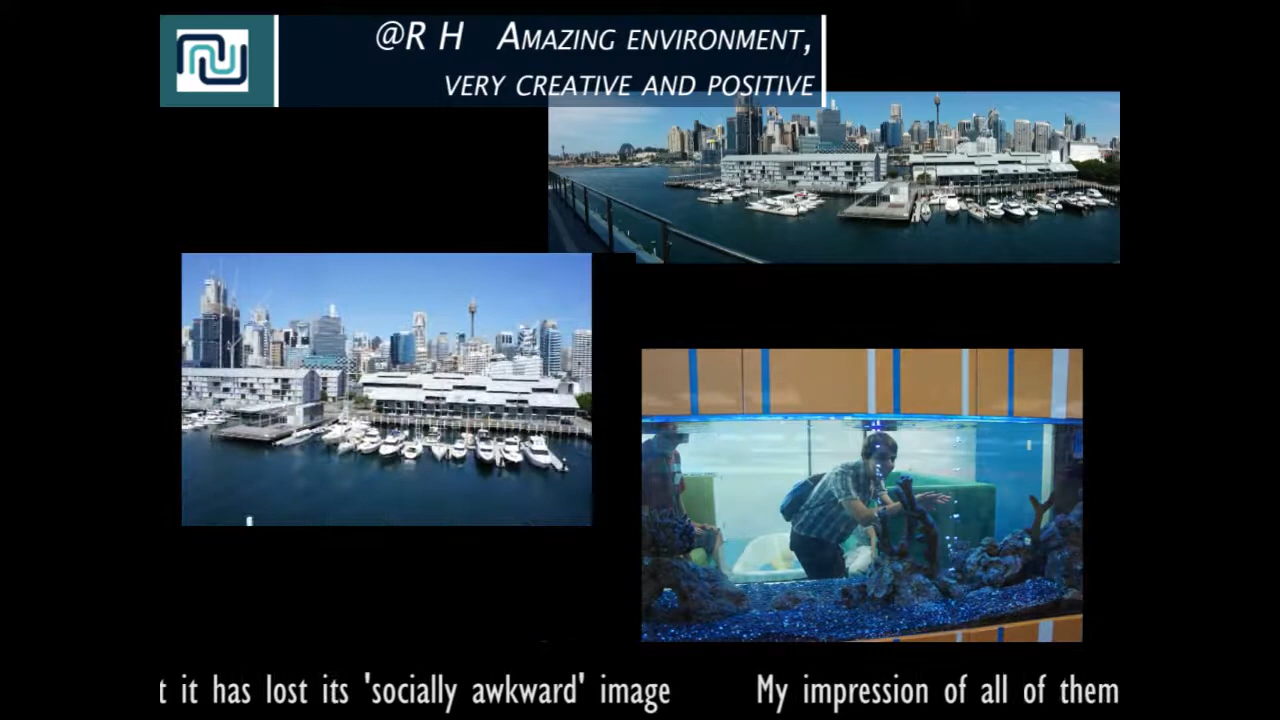 @R H Amazing environment,
very creative and positive
t it has lost its 'socially awkward' image My impression of all of them